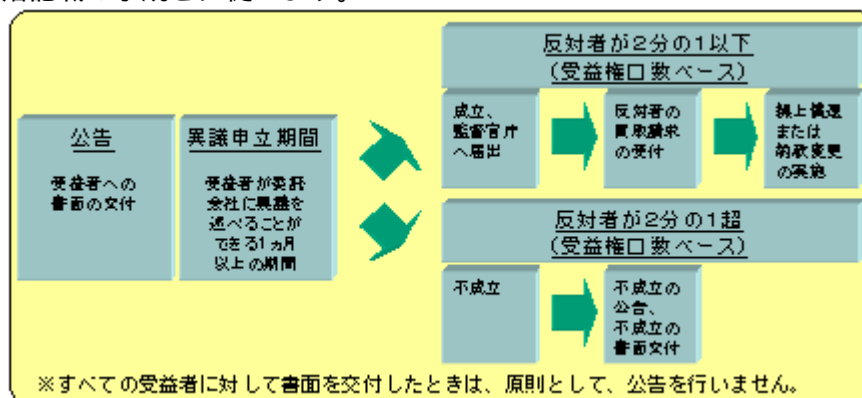 反対者が2分の1以下
(受益権口数ベース)
公告
受益者への
書面の交付
異議申立期間
受益者が委託
会社に異議を
述べることが
できる1ヵ月
以上の期間
成立、
監督官庁
へ届出
反対者の
買取請求
の受付
繰上償還
または
約款変更
の実施
反対者が2分の1超
(受益権口数ベース)
不成立
不成立の
公告、
不成立の
書面交付
※すべての受益者に対して書面を交付したときは、原則として、公告を行いません。